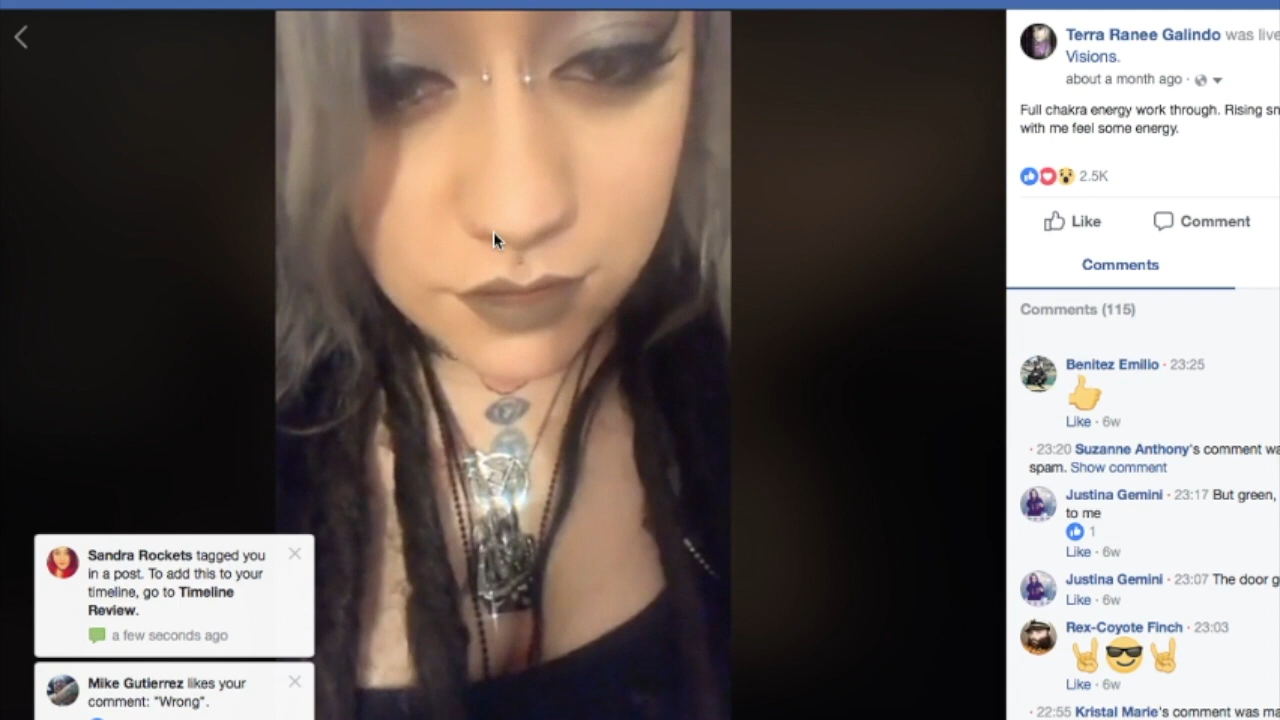 Terra Ranee Galindo was live
Visions.
about a month ago
Full chakra energy work through. Rising
with me feel some energy.
2.5K
Like
Comment
Comments
Comments (115)
Benitez Emilio · 23:25
Like · 6w
· 23:20 Suzanne Anthony's comment
spam. Show comment
Justina Gemini · 23:17 But green,
to me
1
Like · 6w
Justina Gemini · 23:07 The door
Like · 6w
Rex-Coyote Finch · 23:03
Like · 6w
· 22:55 Kristal Marie's comment was
Sandra Rockets tagged you
in a post. To add this to your
timeline, go to Timeline
Review.
a few seconds ago
Mike Gutierrez likes your
comment: "Wrong".